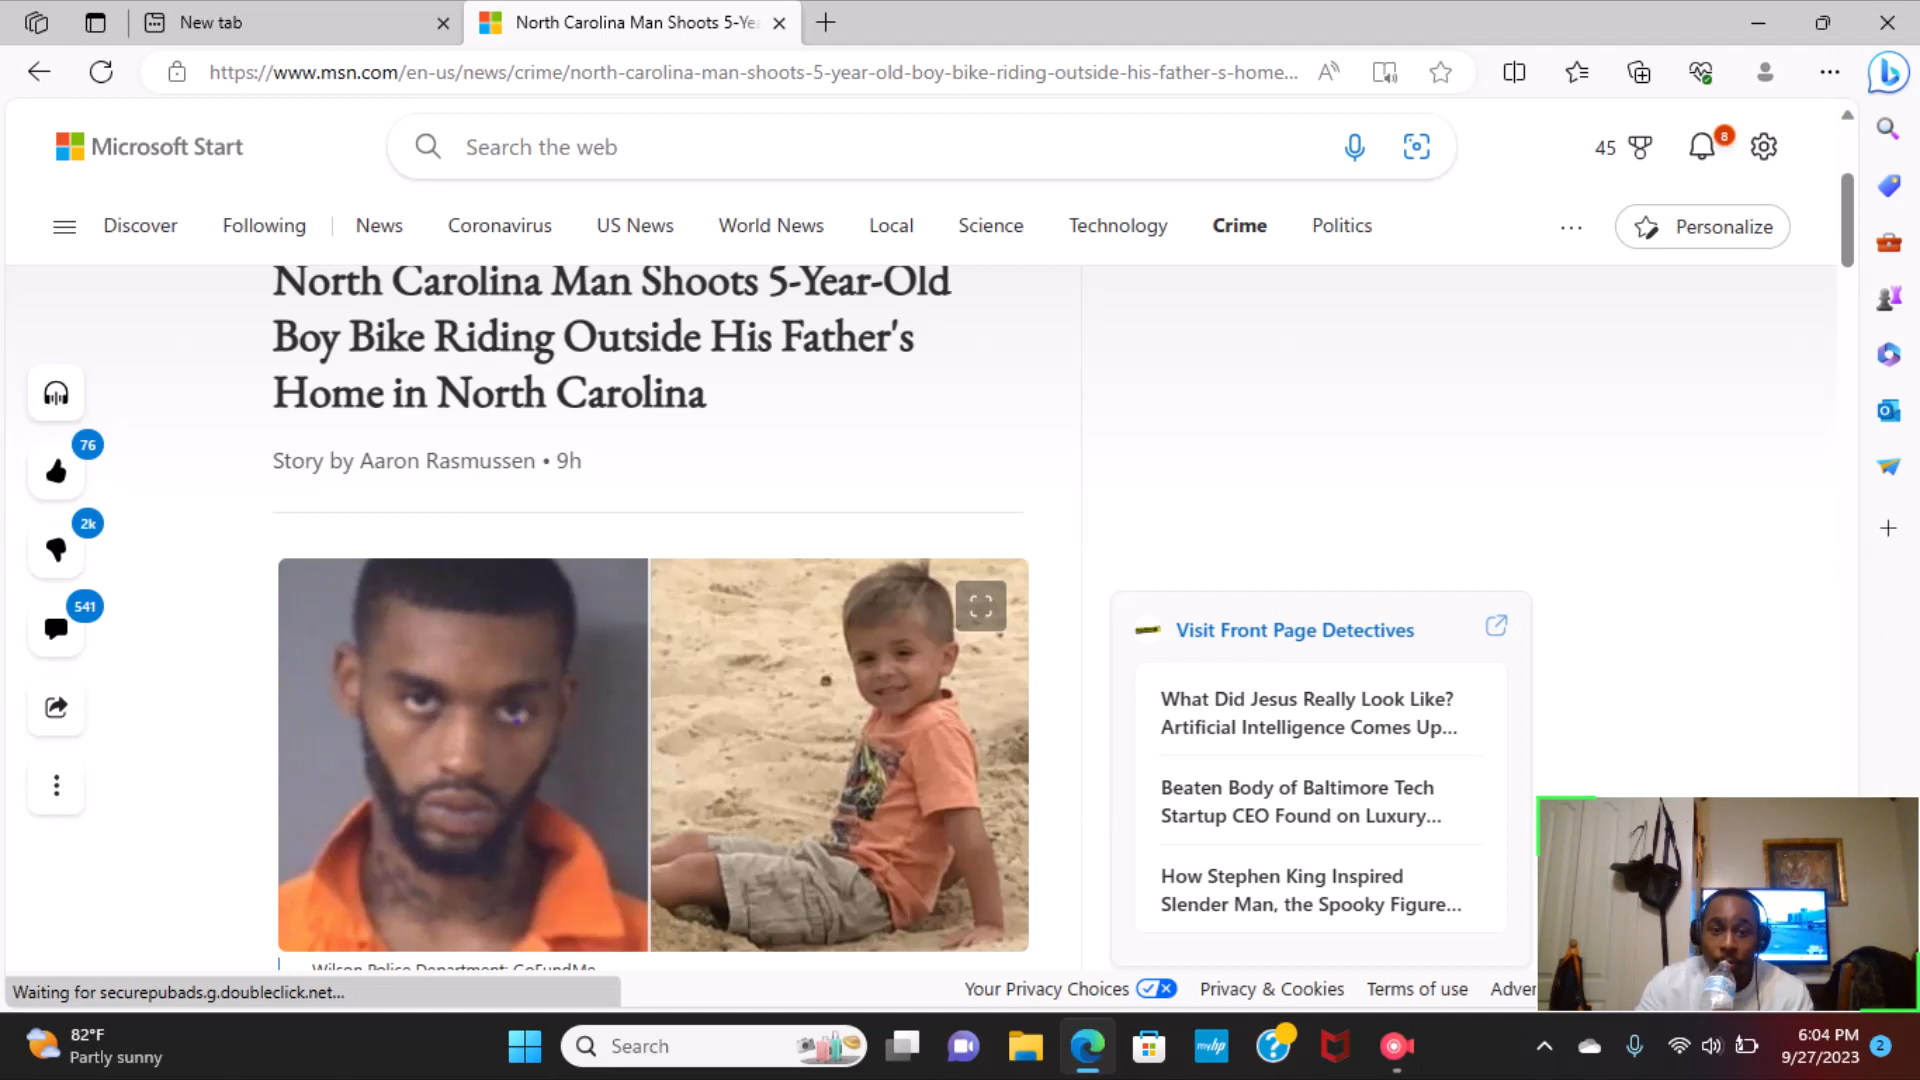 New tab
North Carolina Man Shoots 5-Ye
https://www.msn.com/en-us/news/crime/north-carolina-man-shoots-5-year-old-boy-bike-riding-outside-his-father-s-home...
Microsoft Start
Search the web
45
8
Discover
Following
News
Coronavirus
US News
World News
Local
Science
Technology
Crime
Politics
Personalize
North Carolina Man Shoots 5-Year-Old
Boy Bike Riding Outside His Father's
Home in North Carolina
Story by Aaron Rasmussen • 9h
76
2k
541
Visit Front Page Detectives
What Did Jesus Really Look Like?
Artificial Intelligence Comes Up...
Beaten Body of Baltimore Tech
Startup CEO Found on Luxury...
How Stephen King Inspired
Slender Man, the Spooky Figure...
Wilson Police Department; GoFundMe
Waiting for securepubads.g.doubleclick.net...
Your Privacy Choices
Privacy & Cookies
Terms of use
Adver
82°F
Partly sunny
Search
myhp
6:04 PM
9/27/2023
2